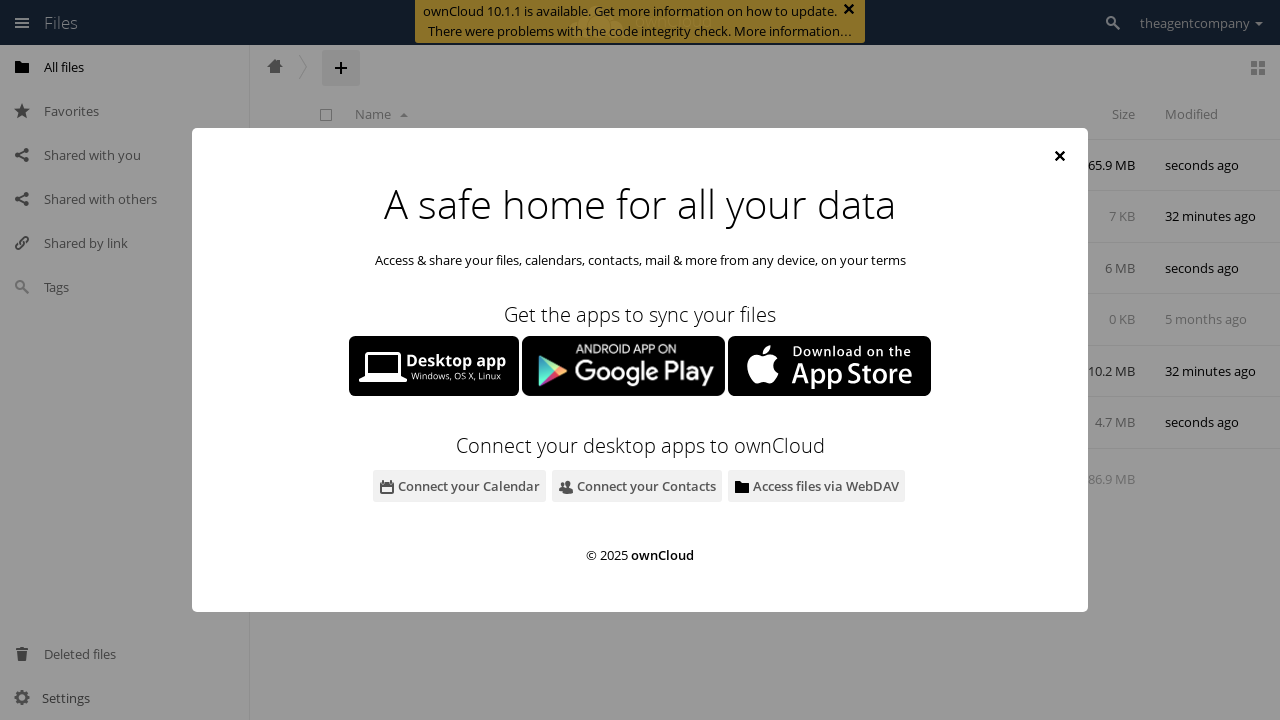 Files
ownCloud 10.1.1 is available. Get more information on how to update.
There were problems with the code integrity check. More information…
theagentcompany
All files
Favorites
Shared with you
Shared with others
Shared by link
Tags
Deleted files
Settings
Name
Size
Modified
65.9 MB
seconds ago
7 KB
32 minutes ago
6 MB
seconds ago
0 KB
5 months ago
10.2 MB
32 minutes ago
4.7 MB
seconds ago
86.9 MB
A safe home for all your data
Access & share your files, calendars, contacts, mail & more from any device, on your terms
Get the apps to sync your files
Desktop app
Windows, OS X, Linux
ANDROID APP ON
Google Play
Download on the
App Store
Connect your desktop apps to ownCloud
Connect your Calendar
Connect your Contacts
Access files via WebDAV
© 2025 ownCloud